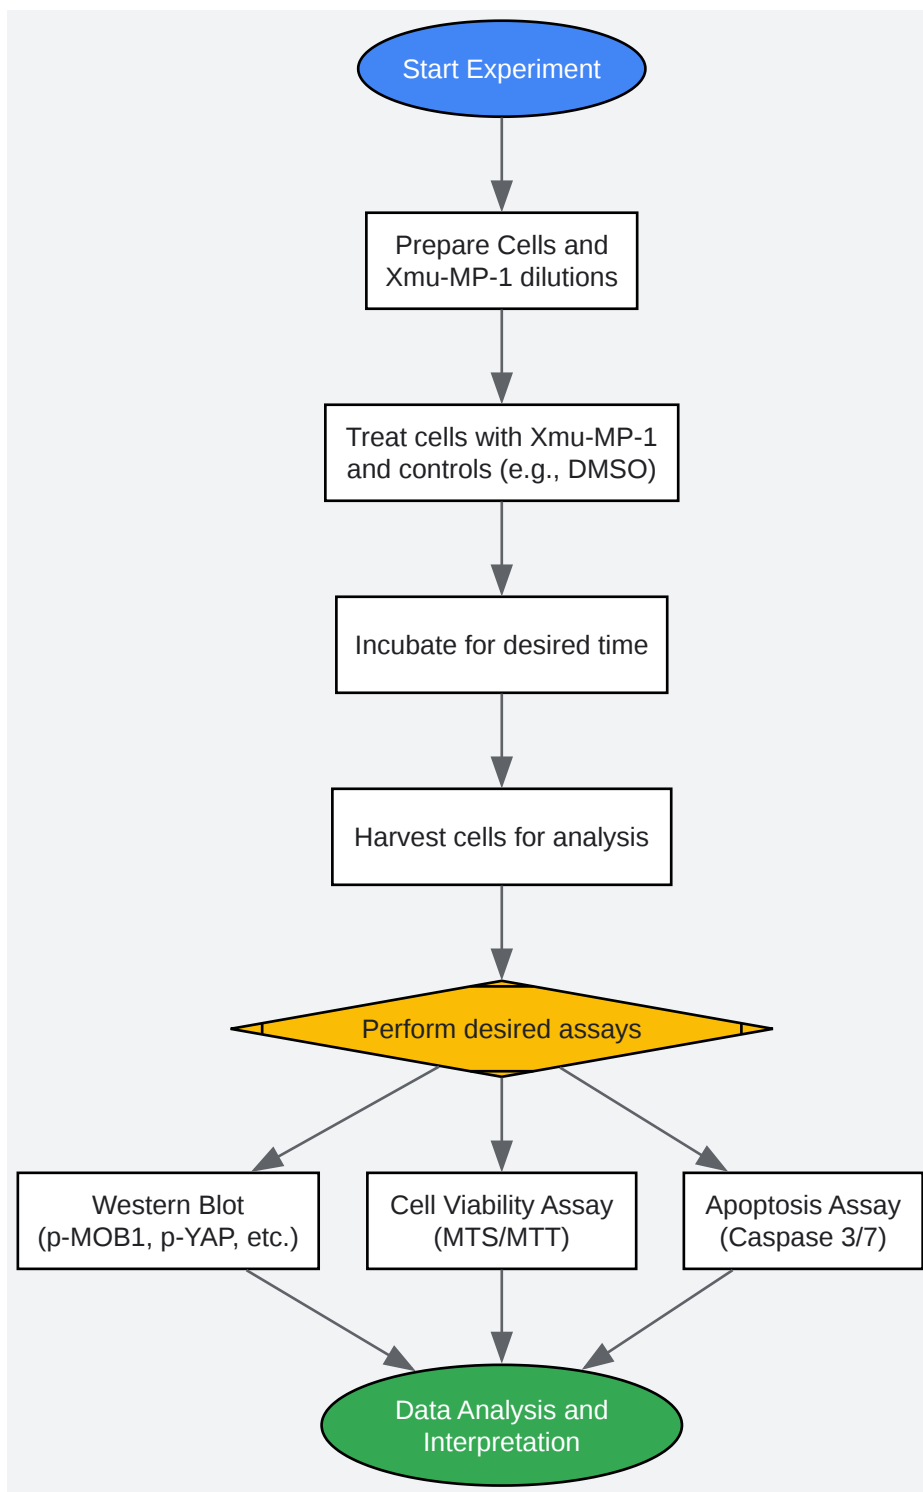 Start Experiment
Prepare Cells and
Xmu-MP-1 dilutions
Treat cells with Xmu-MP-1
and controls (e.g., DMSO)
Incubate for desired time
Harvest cells for analysis
Perform desired assays
Western Blot
(p-MOB1, p-YAP, etc.)
Cell Viability Assay
(MTS/MTT)
Apoptosis Assay
(Caspase 3/7)
Data Analysis and
Interpretation